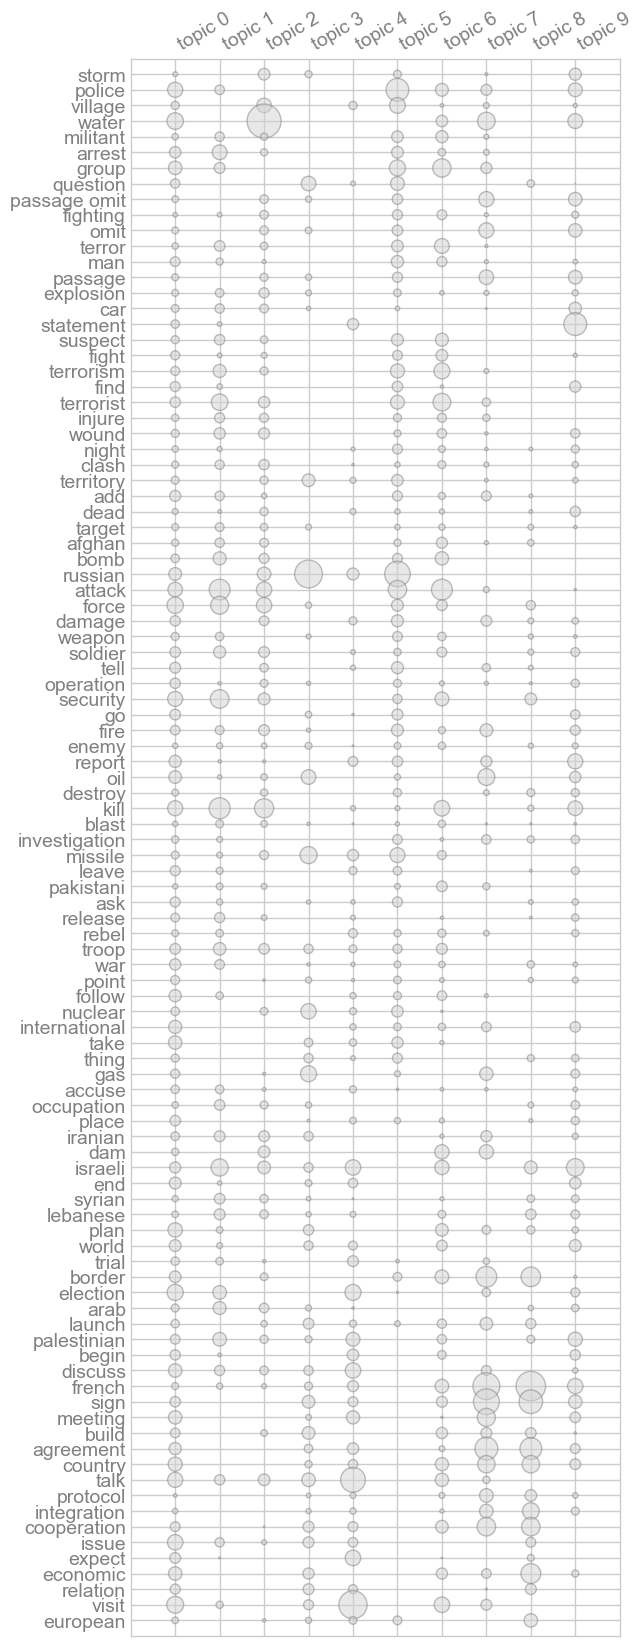 topic 0 topic 1 topic 2 topic 3 topic 4 topic 5 topic 6 topic 7 topic 8 topic 9
storm
police
village
water
militant
arrest
group
question
passage omit
fighting
omit
terror
man
passage
explosion
car
statement
suspect
fight
terrorism
find
terrorist
injure
wound
night
clash
territory
add
dead
target
afghan
bomb
russian
attack
force
damage
weapon
soldier
tell
operation
security
go
fire
enemy
report
oil
destroy
kill
blast
investigation
missile
leave
pakistani
ask
release
rebel
troop
war
point
follow
nuclear
international
take
thing
gas
accuse
occupation
place
iranian
dam
israeli
end
syrian
lebanese
plan
world
trial
border
election
arab
launch
palestinian
begin
discuss
french
sign
meeting
build
agreement
country
talk
protocol
integration
cooperation
issue
expect
economic
relation
visit
european